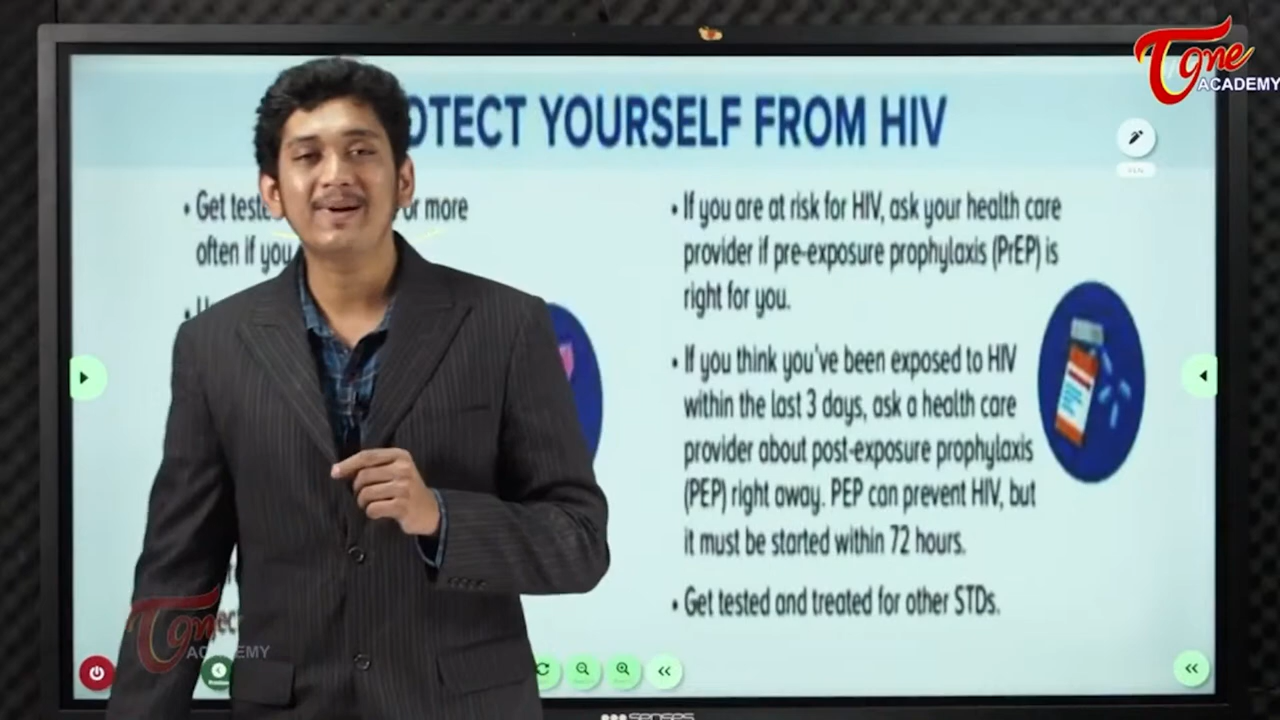 Tone
ACADEMY
OTECT YOURSELF FROM HIV
• Get teste or more
often if you
• If you are at risk for HIV, ask your health care
provider if pre-exposure prophylaxis (PrEP) is
right for you.
• If you think you've been exposed to HIV
within the last 3 days, ask a health care
provider about post-exposure prophylaxis
(PEP) right away. PEP can prevent HIV, but
it must be started within 72 hours.
• Get tested and treated for other STDs.
Tone
ACADEMY
senses